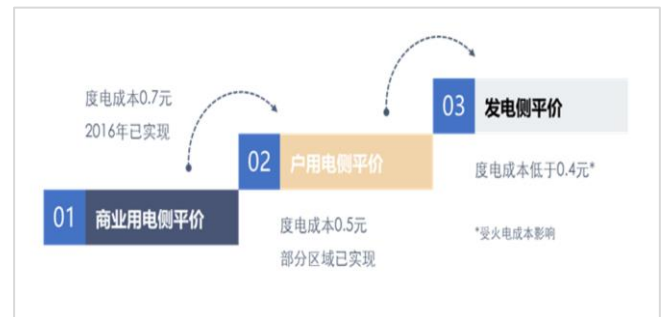 度电成本0.7元
2016年已实现
01 商业用电侧平价
02 户用电侧平价
度电成本0.5元
部分区域已实现
03 发电侧平价
度电成本低于0.4元*
*受火电成本影响